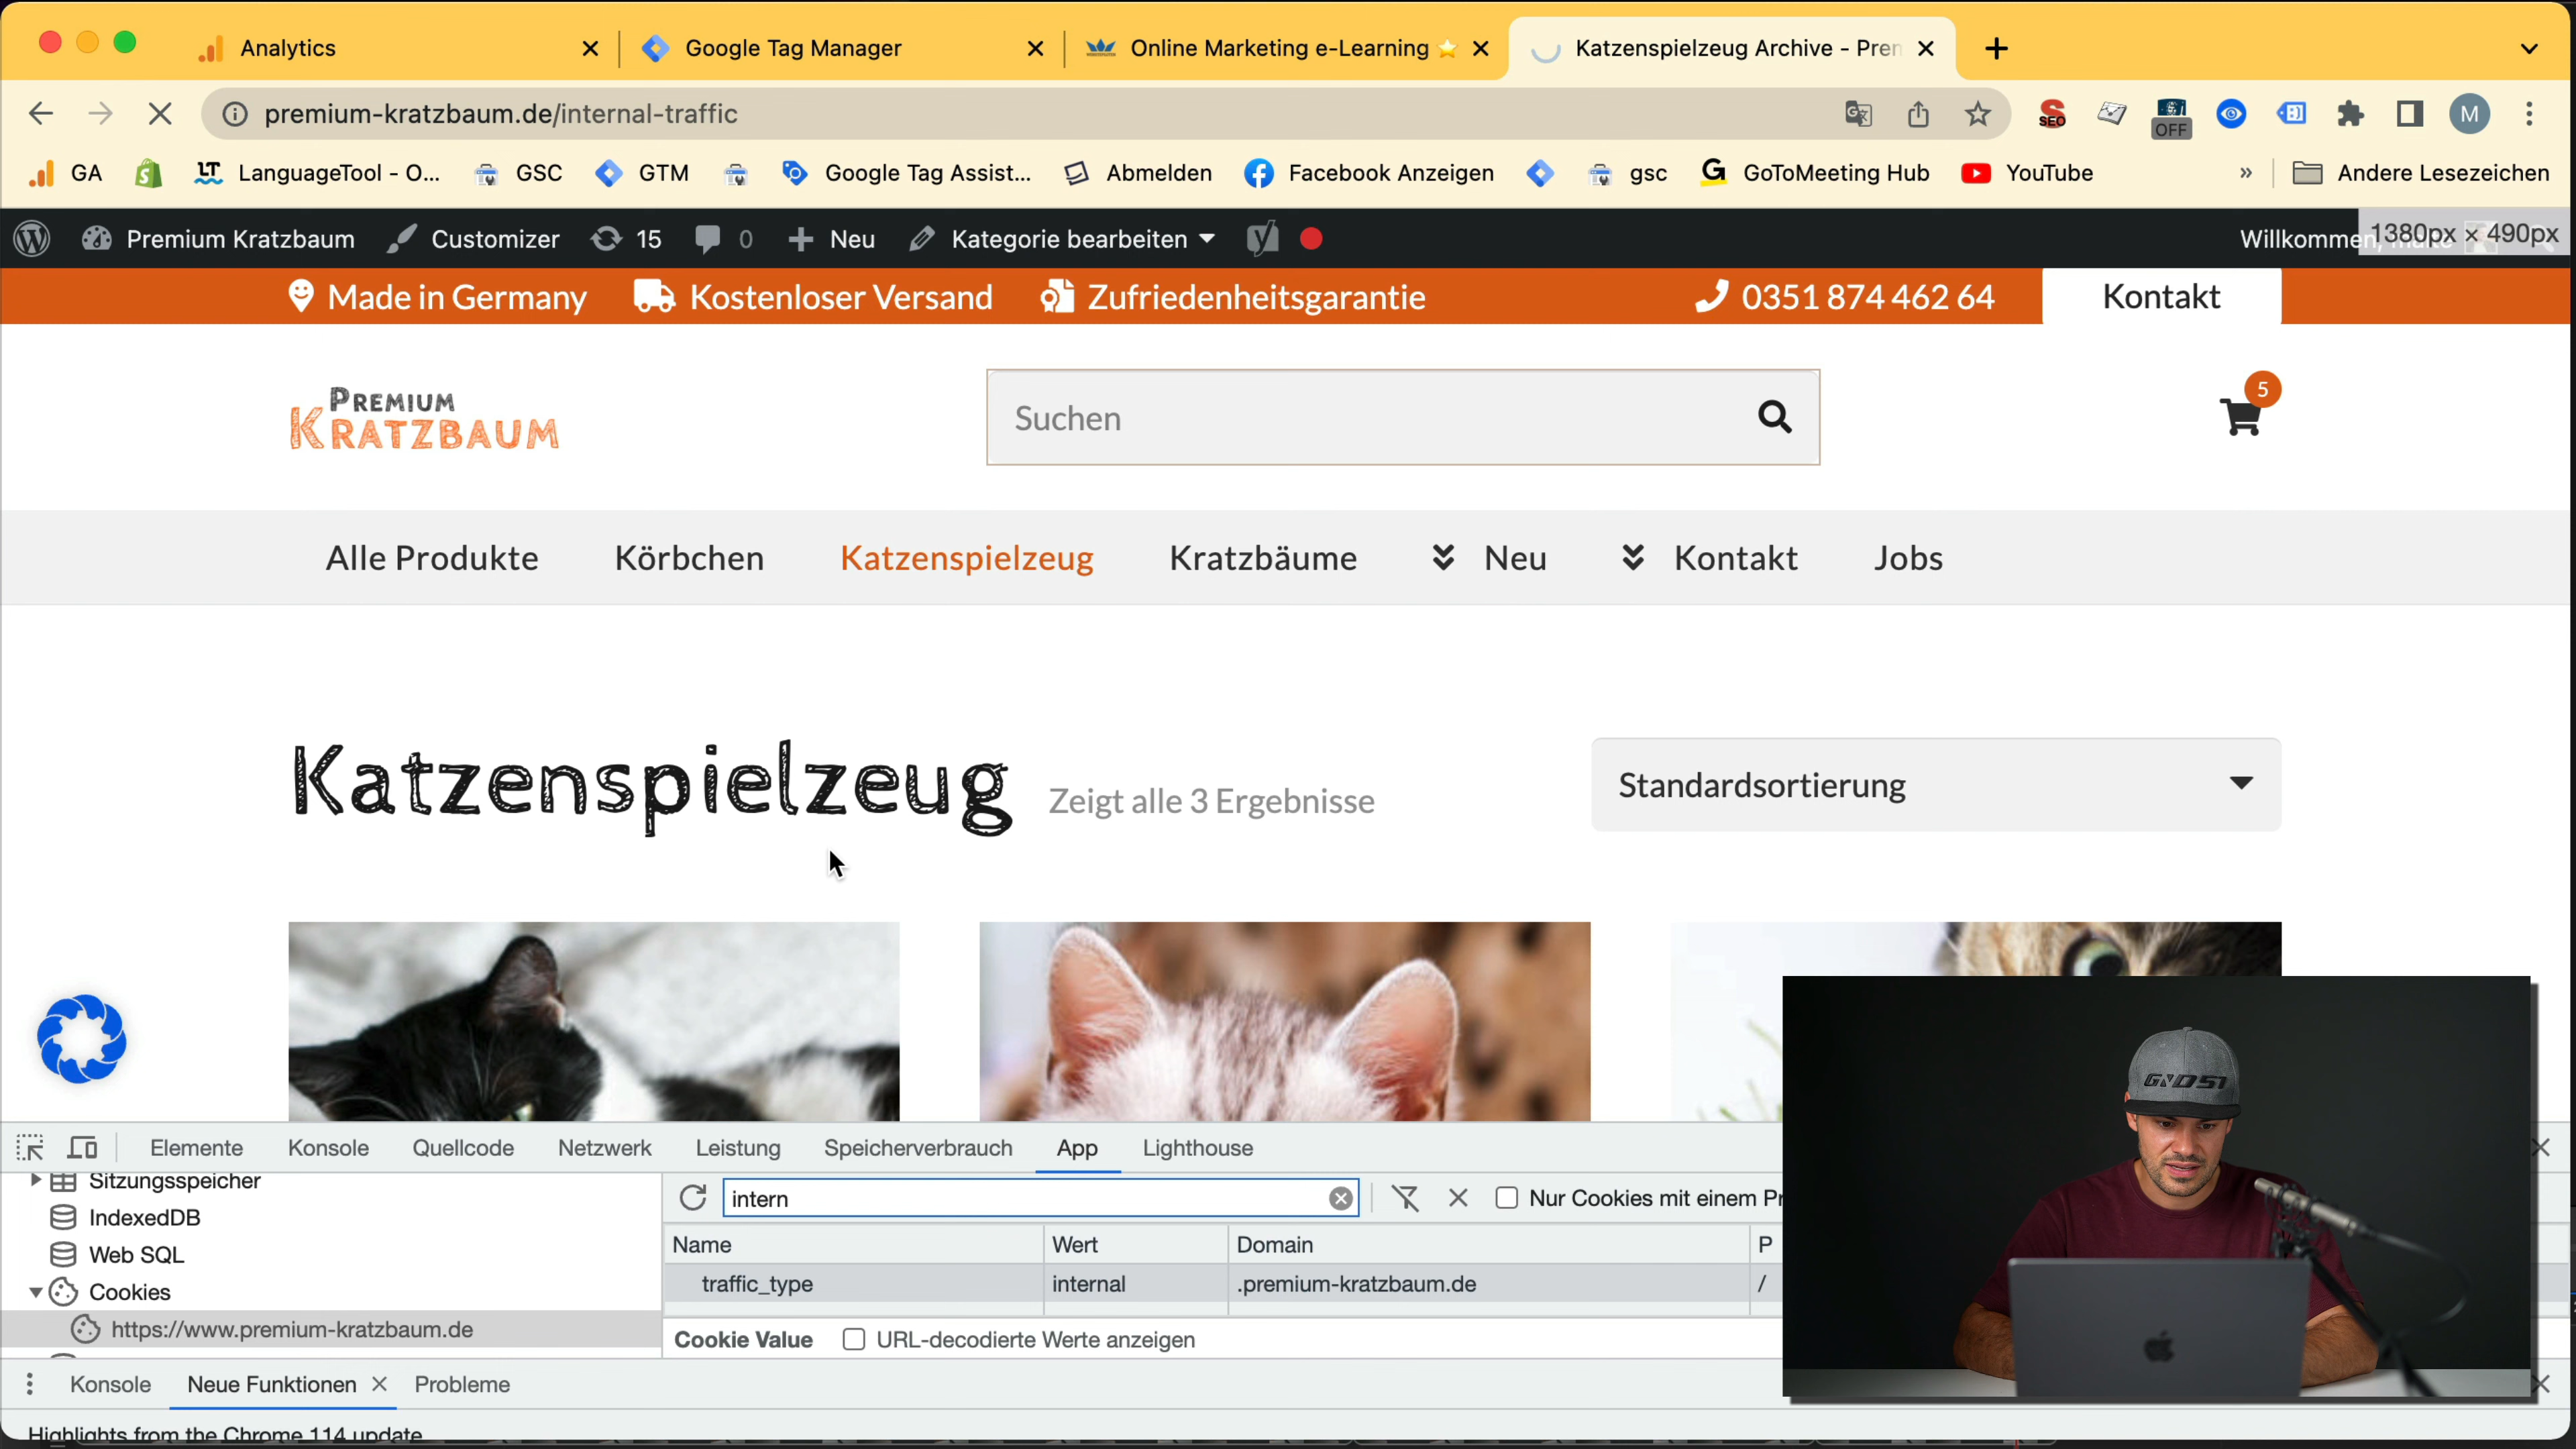 Analytics
Google Tag Manager
Online Marketing e-Learning
Katzenspielzeug Archive - Pren
premium-kratzbaum.de/internal-traffic
SEO
OFF
M
GA
LT
LanguageTool - O...
GSC
GTM
Google Tag Assist...
Abmelden
Facebook Anzeigen
gsc
G
GoToMeeting Hub
YouTube
»
Andere Lesezeichen
Premium Kratzbaum
Customizer
15
0
Neu
Kategorie bearbeiten
Willkommen,
1380px × 490px
Made in Germany
Kostenloser Versand
Zufriedenheitsgarantie
0351 874 462 64
Kontakt
PREMIUM
KRATZBAUM
Suchen
5
Alle Produkte
Körbchen
Katzenspielzeug
Kratzbäume
Neu
Kontakt
Jobs
Katzenspielzeug
Zeigt alle 3 Ergebnisse
Standardsortierung
Elemente
Konsole
Quellcode
Netzwerk
Leistung
Speicherverbrauch
App
Lighthouse
Sitzungsspeicher
IndexedDB
Web SQL
Cookies
https://www.premium-kratzbaum.de
intern
Nur Cookies mit einem Pr
Name
Wert
Domain
P
traffic_type
internal
.premium-kratzbaum.de
/
Cookie Value
URL-decodierte Werte anzeigen
Konsole
Neue Funktionen
Probleme
Highlights from the Chrome 114 update
GND51